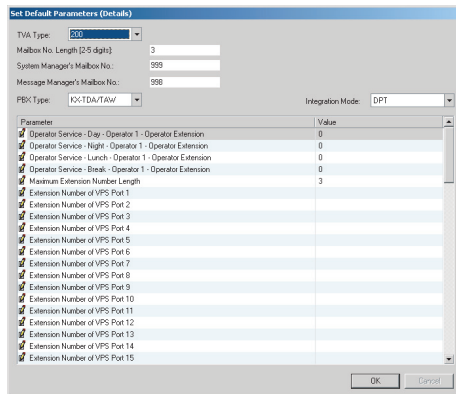 Set Default Parameters (Details)
TVA Type: 200
Mailbox No. Length [2-5 digits]: 3
System Manager's Mailbox No.: 999
Message Manager's Mailbox No.: 998
PBX Type: KX-TDA/TAW Integration Mode: DPT
Parameter Value
Operator Service - Day - Operator 1 - Operator Extension 0
Operator Service - Night - Operator 1 - Operator Extension 0
Operator Service - Lunch - Operator 1 - Operator Extension 0
Operator Service - Break - Operator 1 - Operator Extension 0
Maximum Extension Number Length 3
Extension Number of VPS Port 1
Extension Number of VPS Port 2
Extension Number of VPS Port 3
Extension Number of VPS Port 4
Extension Number of VPS Port 5
Extension Number of VPS Port 6
Extension Number of VPS Port 7
Extension Number of VPS Port 8
Extension Number of VPS Port 9
Extension Number of VPS Port 10
Extension Number of VPS Port 11
Extension Number of VPS Port 12
Extension Number of VPS Port 13
Extension Number of VPS Port 14
Extension Number of VPS Port 15
OK Cancel